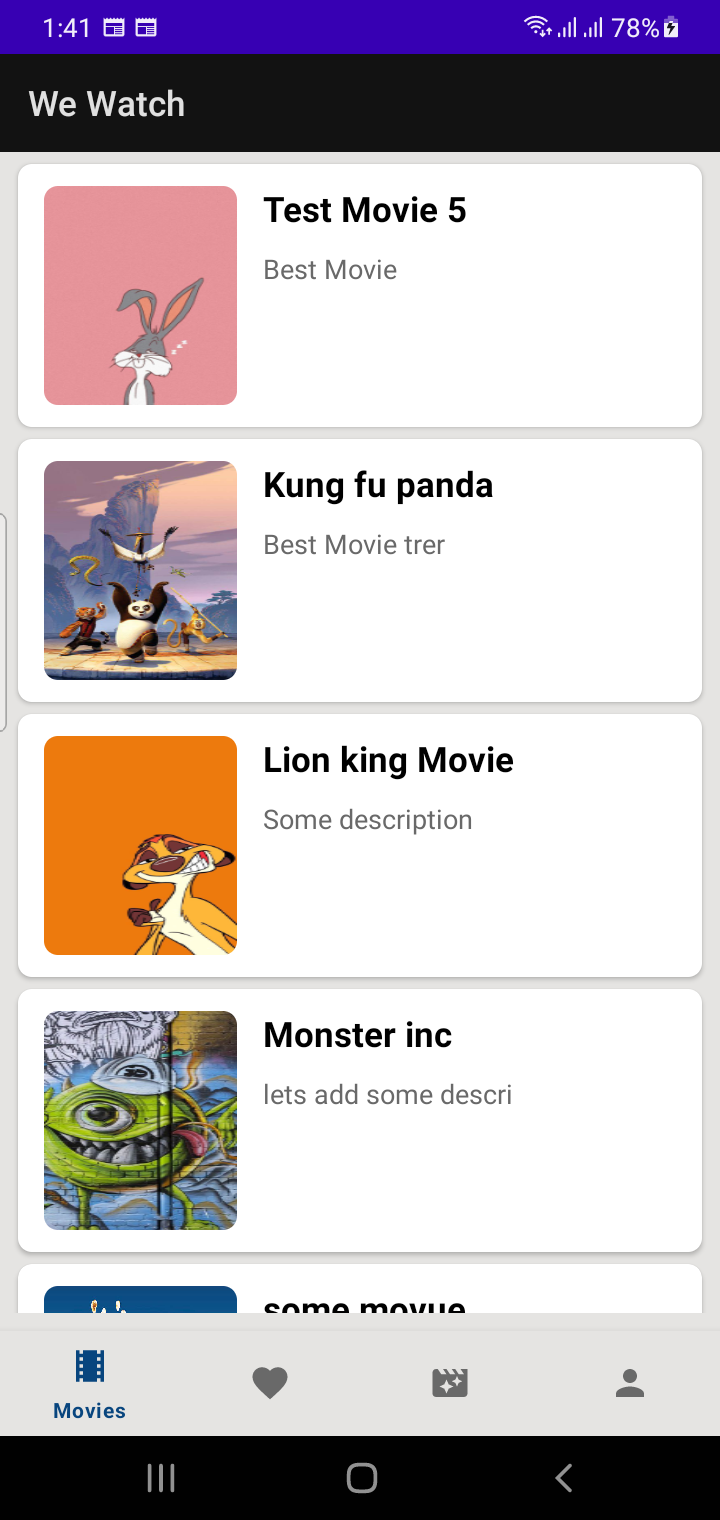 1:41 78%
We Watch
Test Movie 5
Best Movie
Kung fu panda
Best Movie trer
Lion king Movie
Some description
Monster inc
lets add some descri
some movue
Movies